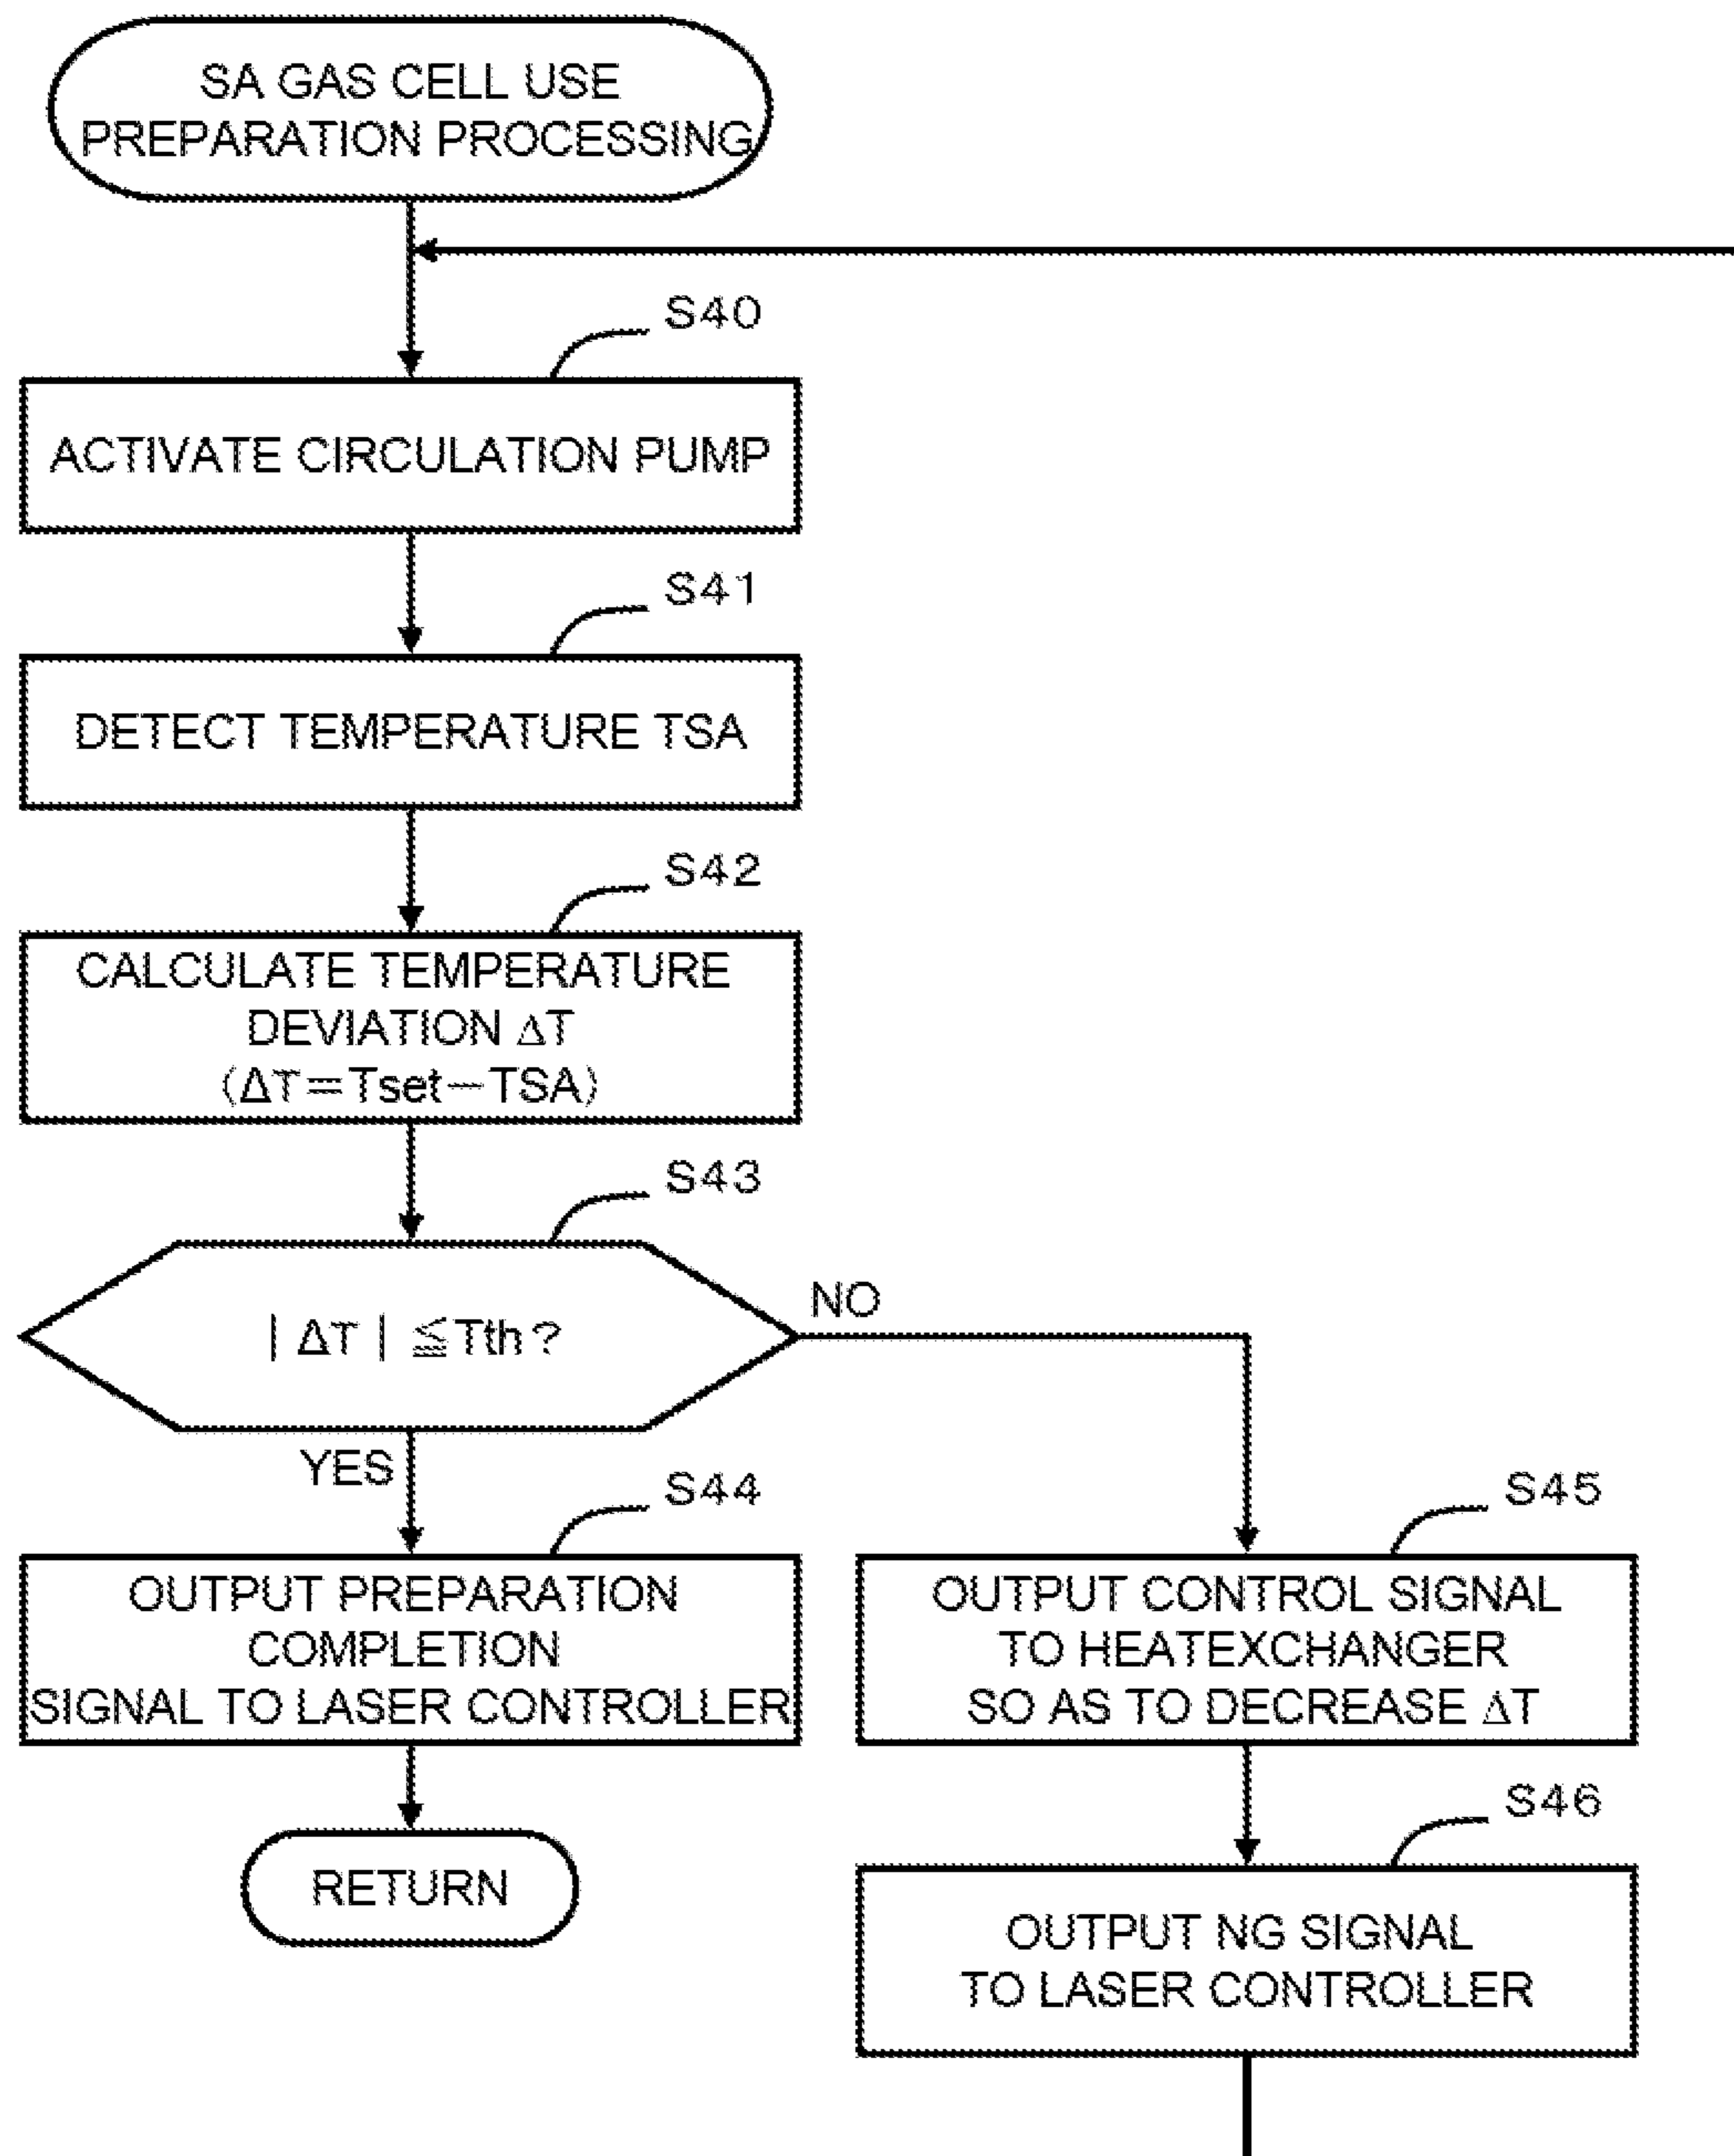 SA GAS CELL USE
PREPARATION PROCESSING
S40
ACTIVATE CIRCULATION PUMP
S41
DETECT TEMPERATURE TSA
S42
CALCULATE TEMPERATURE
DEVIATION ΔT
(ΔT=Tset-TSA)
S43
|ΔT| ≦Tth?
NO
YES
S44
OUTPUT PREPARATION
COMPLETION
SIGNAL TO LASER CONTROLLER
S45
OUTPUT CONTROL SIGNAL
TO HEATEXCHANGER
SO AS TO DECREASE ΔT
RETURN
S46
OUTPUT NG SIGNAL
TO LASER CONTROLLER